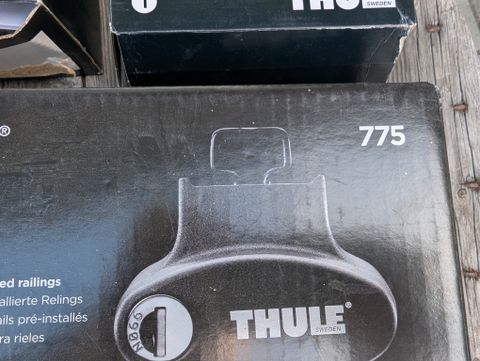 THULE
SWEDEN
®
775
ed railings
allierte Relings
ails pré-installés
ra rieles
N066
THULE®
SWEDEN